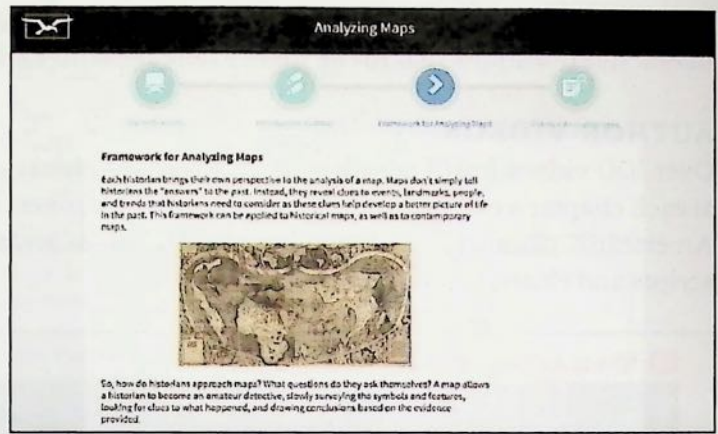 Analyzing Maps
Framework for Analyzing Maps
Framework for Analyzing Maps
Each historian brings their own perspective to the analysis of a map. Maps don't simply tell
historians the "answers" to the past. Instead, they reveal clues to events, landmarks, people,
and trends that historians need to consider as these clues help develop a better picture of life
in the past. This framework can be applied to historical maps, as well as to contemporary
maps.
So, how do historians approach maps? What questions do they ask themselves? A map allows
a historian to become an amateur detective, slowly surveying the symbols and features,
looking for clues to what happened, and drawing conclusions based on the evidence
provided.